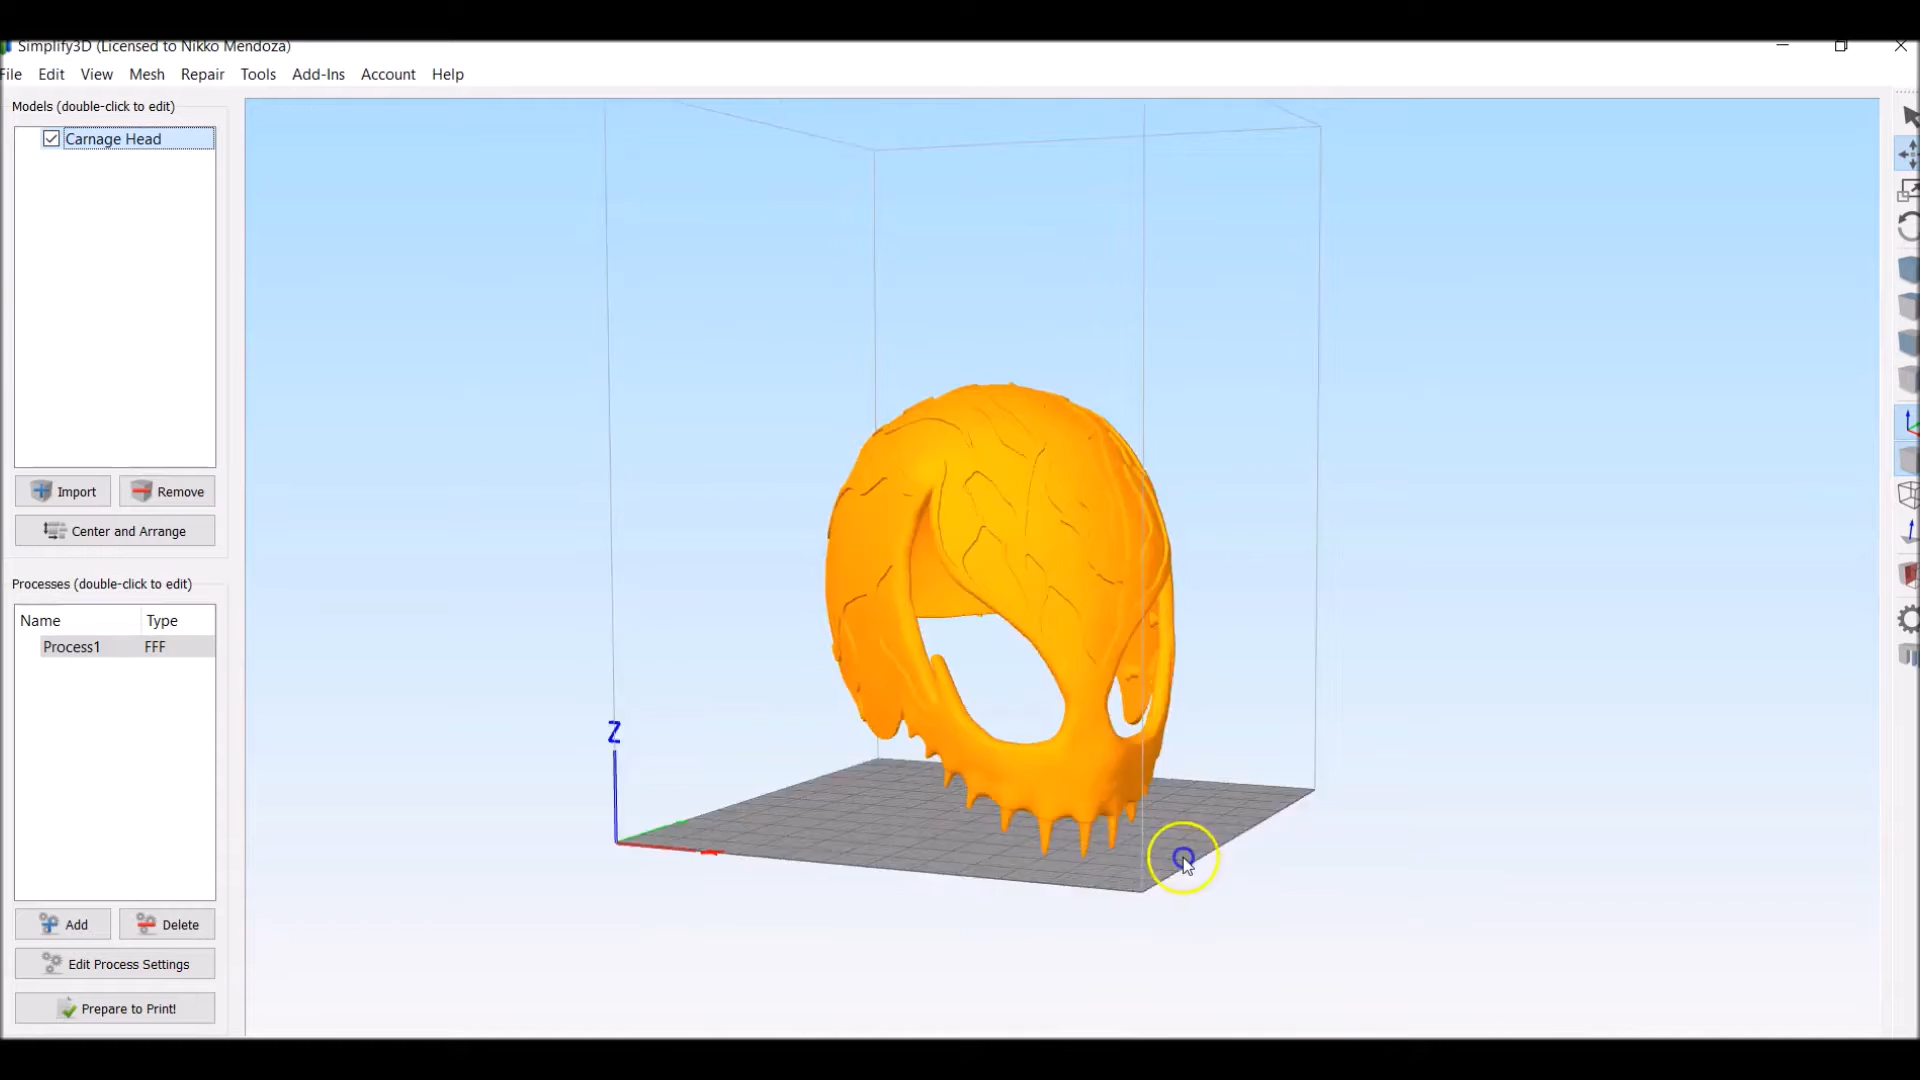 Simplify3D (Licensed to Nikko Mendoza)
File Edit View Mesh Repair Tools Add-Ins Account Help
Models (double-click to edit)
Carnage Head
Import Remove
Center and Arrange
Processes (double-click to edit)
Name Type
Process1 FFF
Add Delete
Edit Process Settings
Prepare to Print!
Z